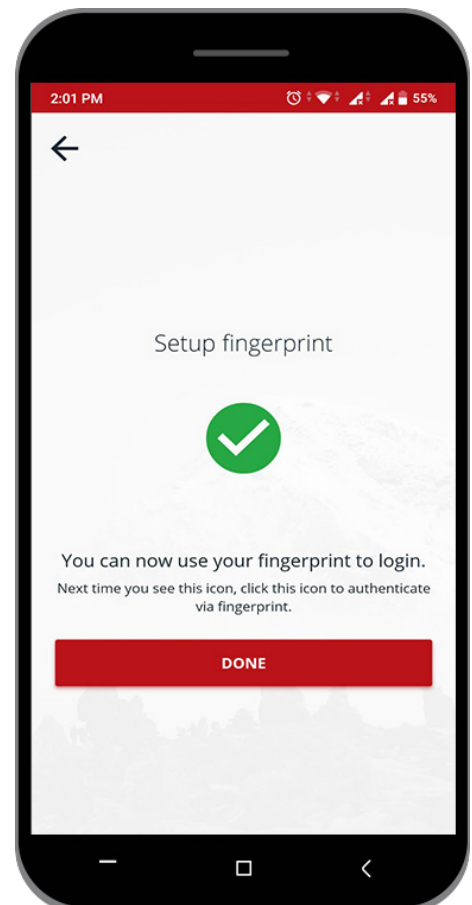 2:01 PM 55%
Setup fingerprint
You can now use your fingerprint to login.
Next time you see this icon, click this icon to authenticate
via fingerprint.
DONE